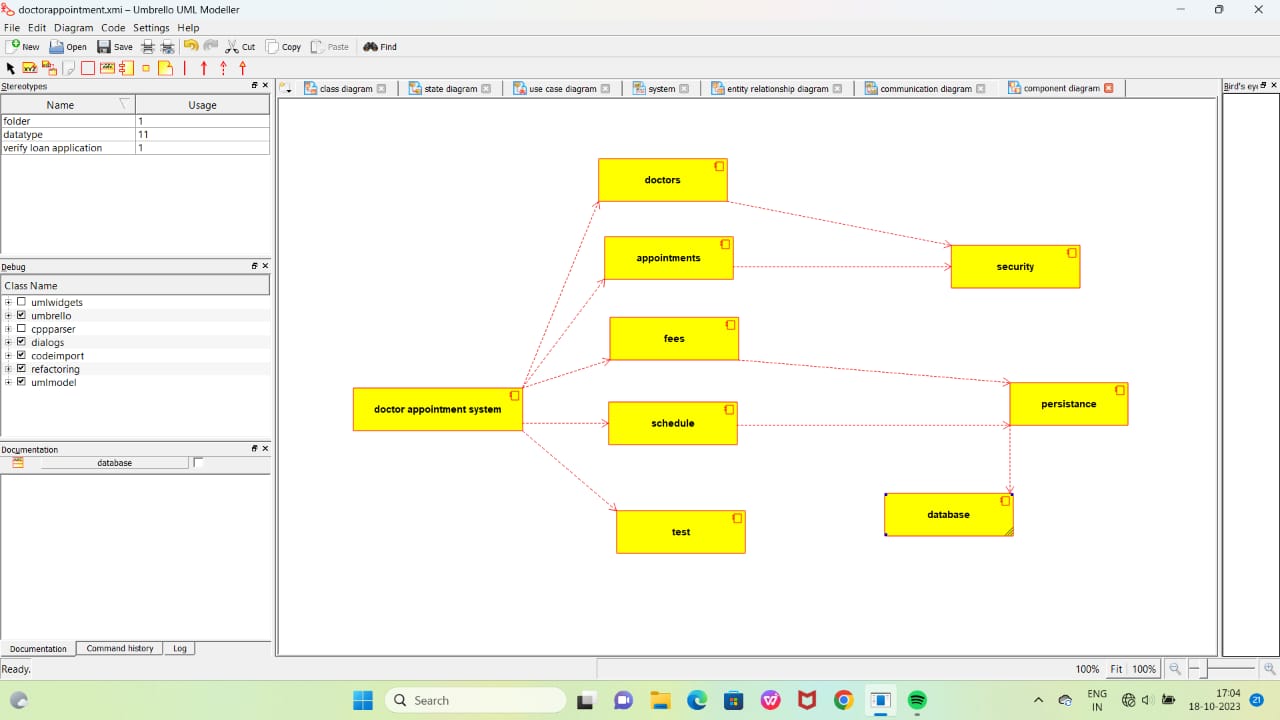 doctorappointment.xmi – Umbrello UML Modeller
File Edit Diagram Code Settings Help
New Open Save Cut Copy Paste Find
Stereotypes
Name Usage
folder 1
datatype 11
verify loan application 1
Debug
Class Name
umlwidgets
umbrello
cppparser
dialogs
codeimport
refactoring
umlmodel
Documentation
database
Documentation Command history Log
class diagram state diagram use case diagram system entity relationship diagram communication diagram component diagram
Bird's eye
doctors
appointments
security
fees
persistance
doctor appointment system
schedule
database
test
Ready.
100% Fit 100%
Search
ENG
IN
17:04
18-10-2023
21